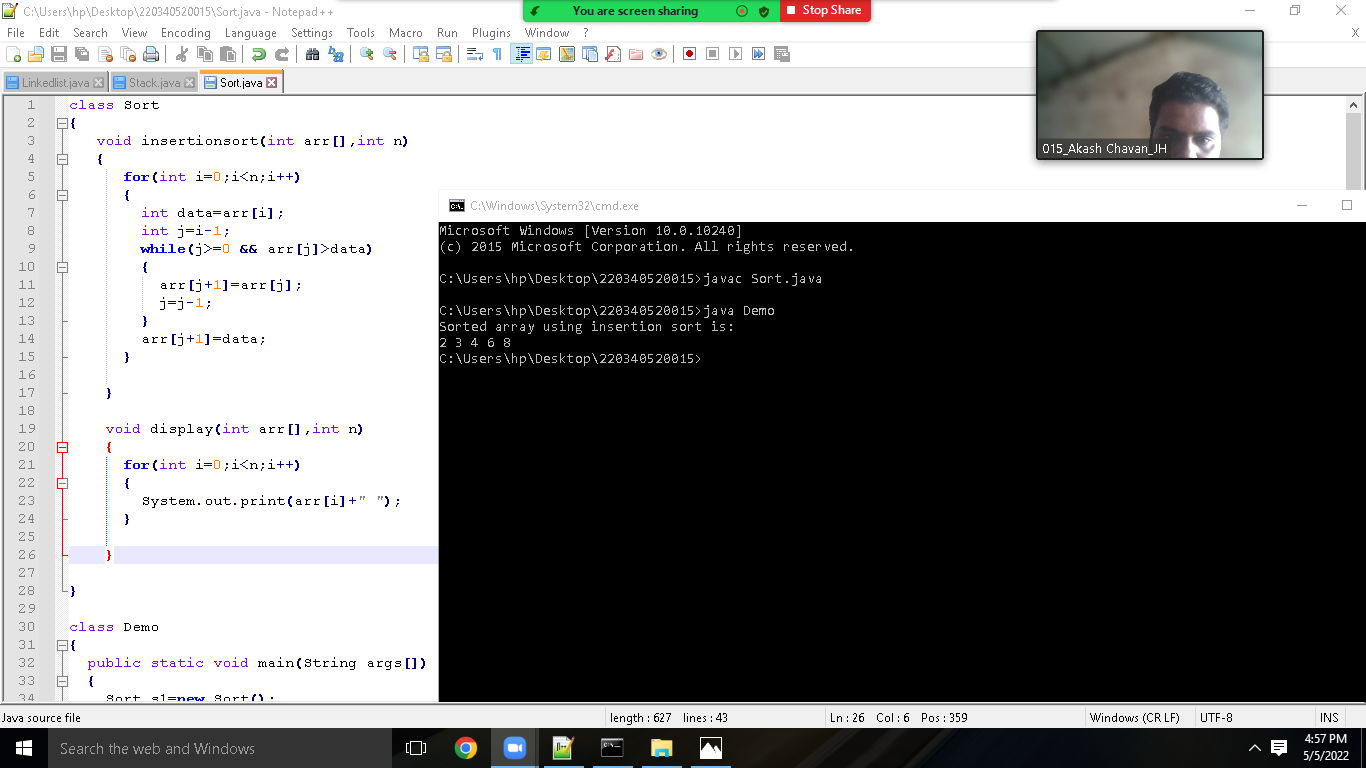 C:\Users\hp\Desktop\220340520015\Sort.java - Notepad++
You are screen sharing
Stop Share
File Edit Search View Encoding Language Settings Tools Macro Run Plugins Window ? X
Linkedlist.java Stack.java Sort.java
015_Akash Chavan_JH
1 class Sort
2 {
3 void insertionsort(int arr[],int n)
4 {
5 for(int i=0;i<n;i++)
6 {
7 int data=arr[i];
8 int j=i-1;
9 while(j>=0 && arr[j]>data)
10 {
11 arr[j+1]=arr[j];
12 j=j-1;
13 }
14 arr[j+1]=data;
15 }
16
17 }
18
19 void display(int arr[],int n)
20 {
21 for(int i=0;i<n;i++)
22 {
23 System.out.print(arr[i]+" ");
24 }
25
26 }
27
28 }
29
30 class Demo
31 {
32 public static void main(String args[])
33 {
34 Sort s1=new Sort();
C:\Windows\System32\cmd.exe
Microsoft Windows [Version 10.0.10240]
(c) 2015 Microsoft Corporation. All rights reserved.
C:\Users\hp\Desktop\220340520015>javac Sort.java
C:\Users\hp\Desktop\220340520015>java Demo
Sorted array using insertion sort is:
2 3 4 6 8
C:\Users\hp\Desktop\220340520015>
Java source file length : 627 lines : 43 Ln : 26 Col : 6 Pos : 359 Windows (CR LF) UTF-8 INS
Search the web and Windows
4:57 PM
5/5/2022